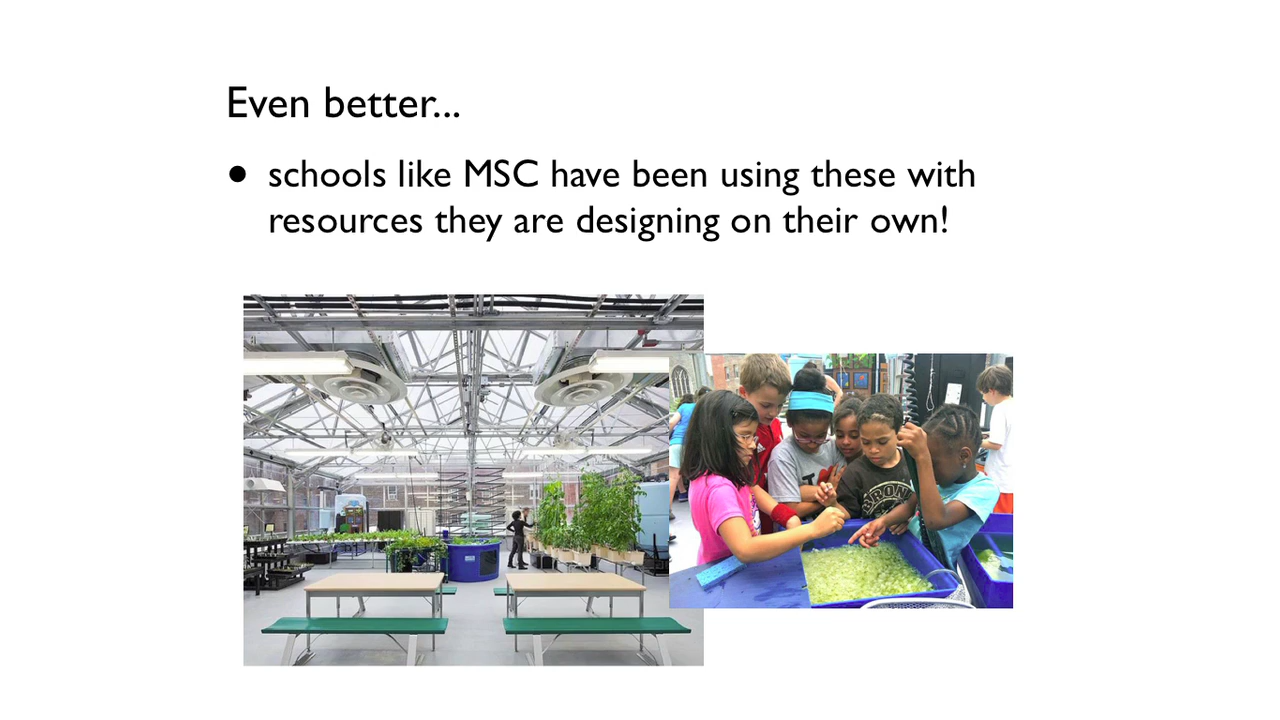 Even better...
• schools like MSC have been using these with
resources they are designing on their own!